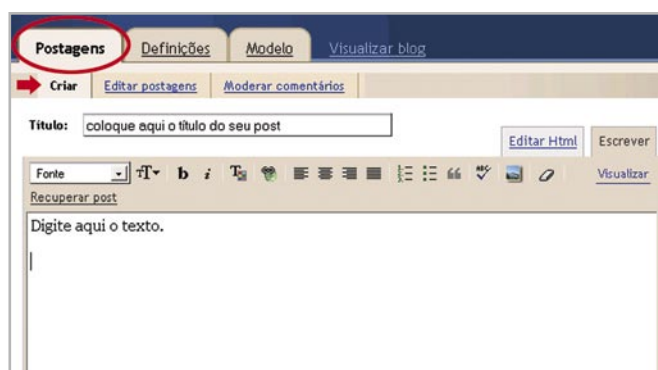 Postagens Definições Modelo Visualizar blog
Criar Editar postagens Moderar comentários
Título: coloque aqui o título do seu post
Editar Html Escrever
Fonte T b i T ABC Visualizar
Recuperar post
Digite aqui o texto.